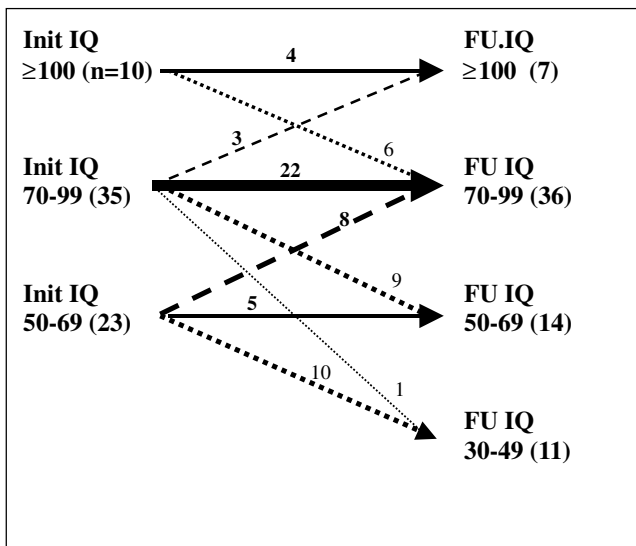 Init IQ
≥100 (n=10)
4
FU.IQ
≥100 (7)
3
6
Init IQ
70-99 (35)
22
FU IQ
70-99 (36)
8
9
Init IQ
50-69 (23)
5
FU IQ
50-69 (14)
10
1
FU IQ
30-49 (11)